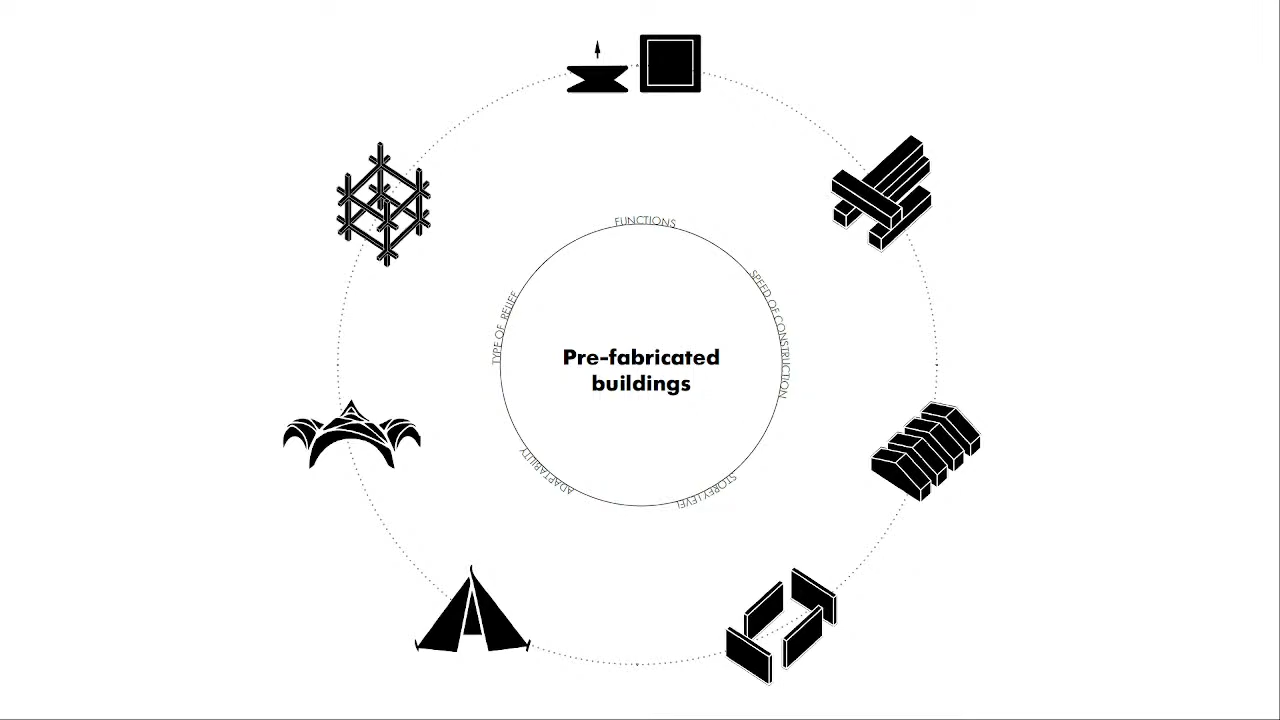 FUNCTIONS
SPEED OF CONSTRUCTION
TYPE OF RELIEF
Pre-fabricated
buildings
ADAPTABILITY
STOREY LEVEL